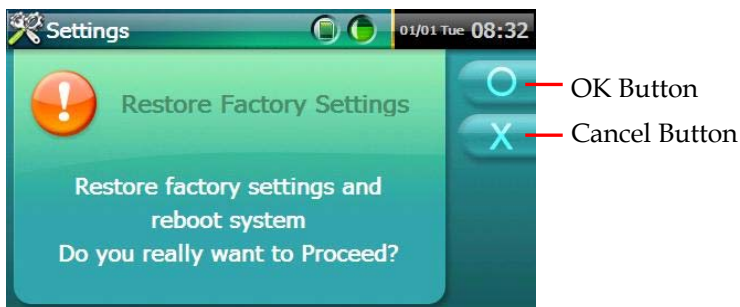 Settings
01/01 Tue 08:32
Restore Factory Settings
O
OK Button
X
Cancel Button
Restore factory settings and
reboot system
Do you really want to Proceed?